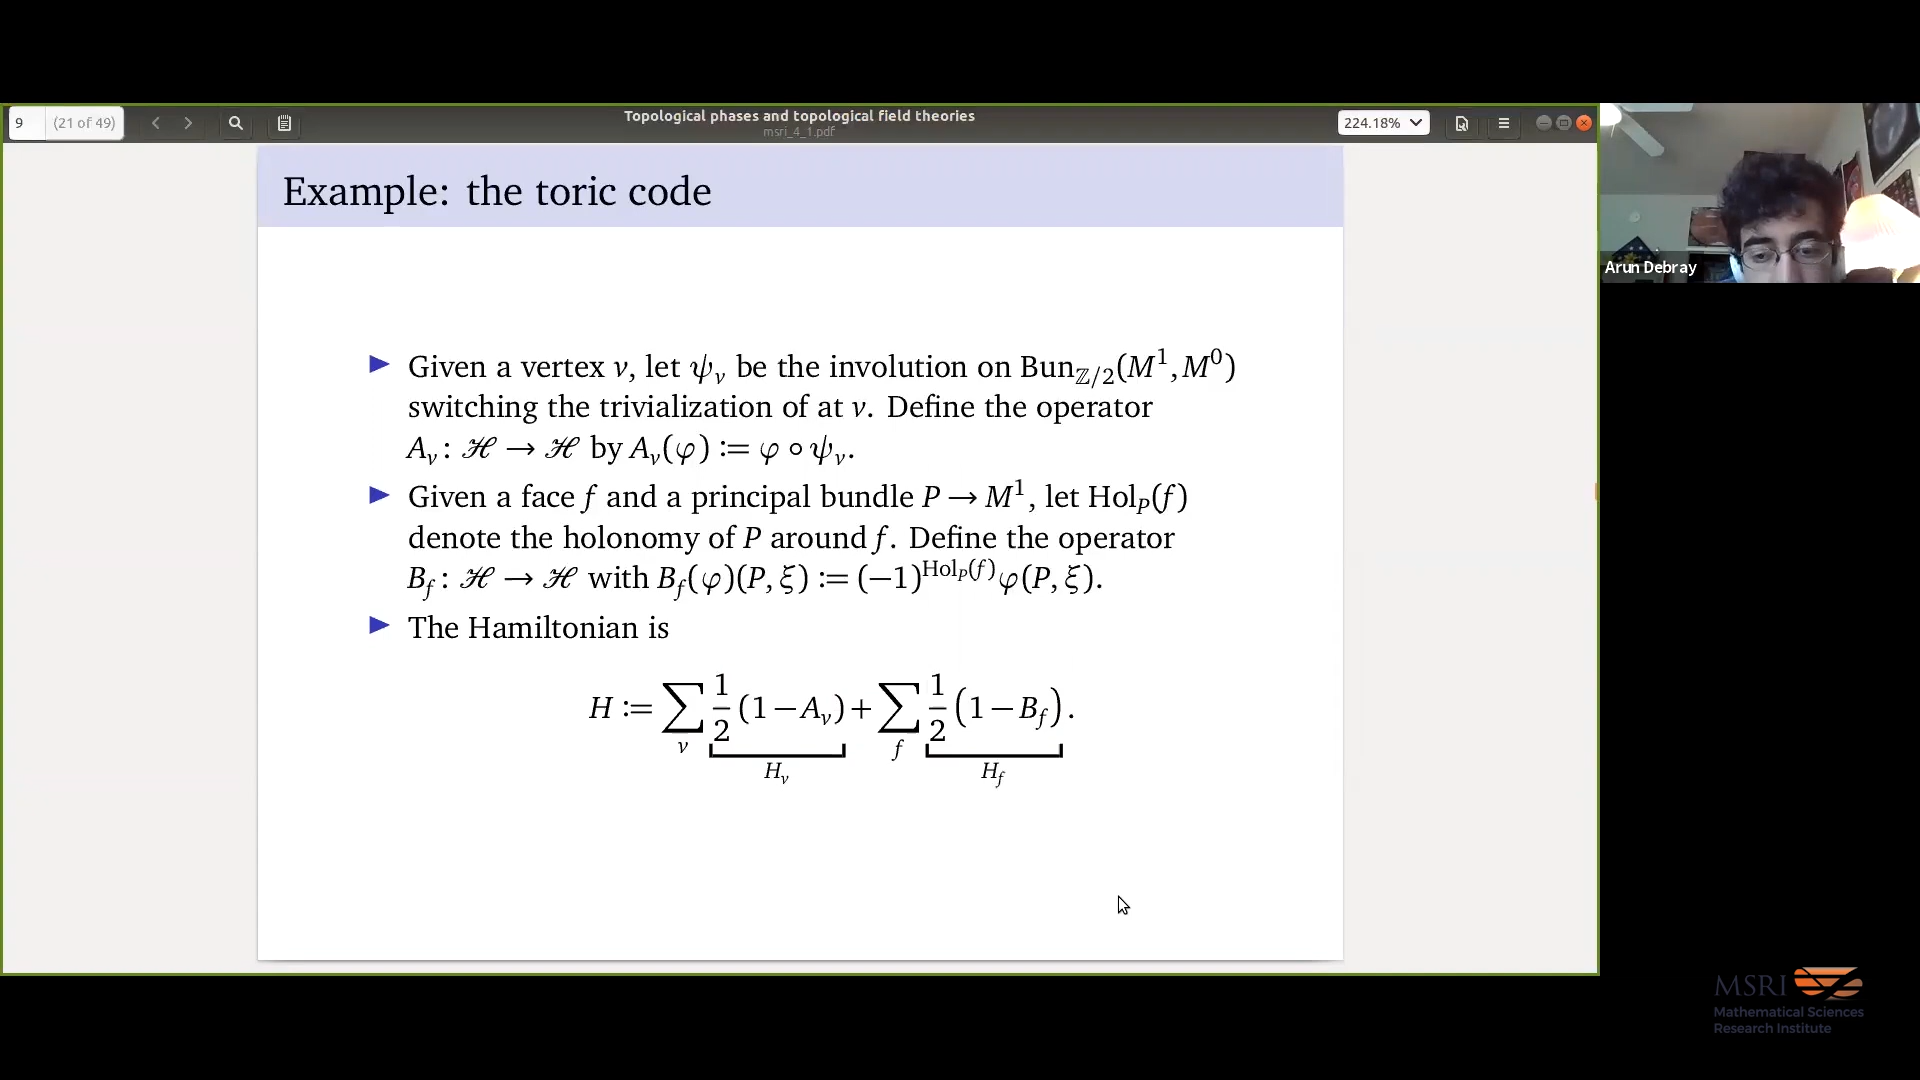 9 (21 of 49)
Topological phases and topological field theories
msri_4_1.pdf
224.18%
Example: the toric code
▶ Given a vertex v, let ψ_v be the involution on Bun_{ℤ/2}(M¹, M⁰)
switching the trivialization of at v. Define the operator
A_v: ℋ → ℋ by A_v(φ) := φ ∘ ψ_v.
▶ Given a face f and a principal bundle P → M¹, let Hol_P(f)
denote the holonomy of P around f. Define the operator
B_f: ℋ → ℋ with B_f(φ)(P, ξ) := (−1)^{Hol_P(f)} φ(P, ξ).
▶ The Hamiltonian is
H := ∑_v 1/2 (1 − A_v) + ∑_f 1/2 (1 − B_f).
H_v H_f
Arun Debray
MSRI
Mathematical Sciences
Research Institute